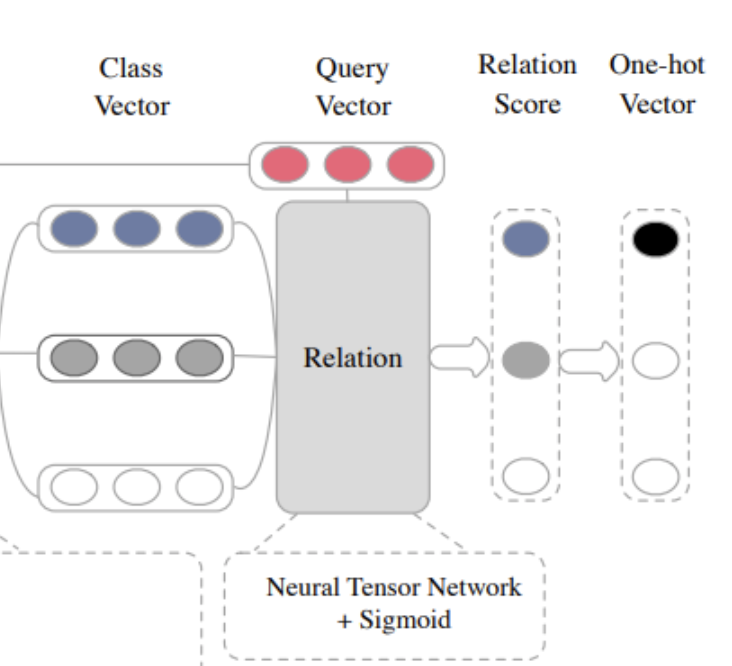 Class
Vector
Query
Vector
Relation
Score
One-hot
Vector
Relation
Neural Tensor Network
+ Sigmoid